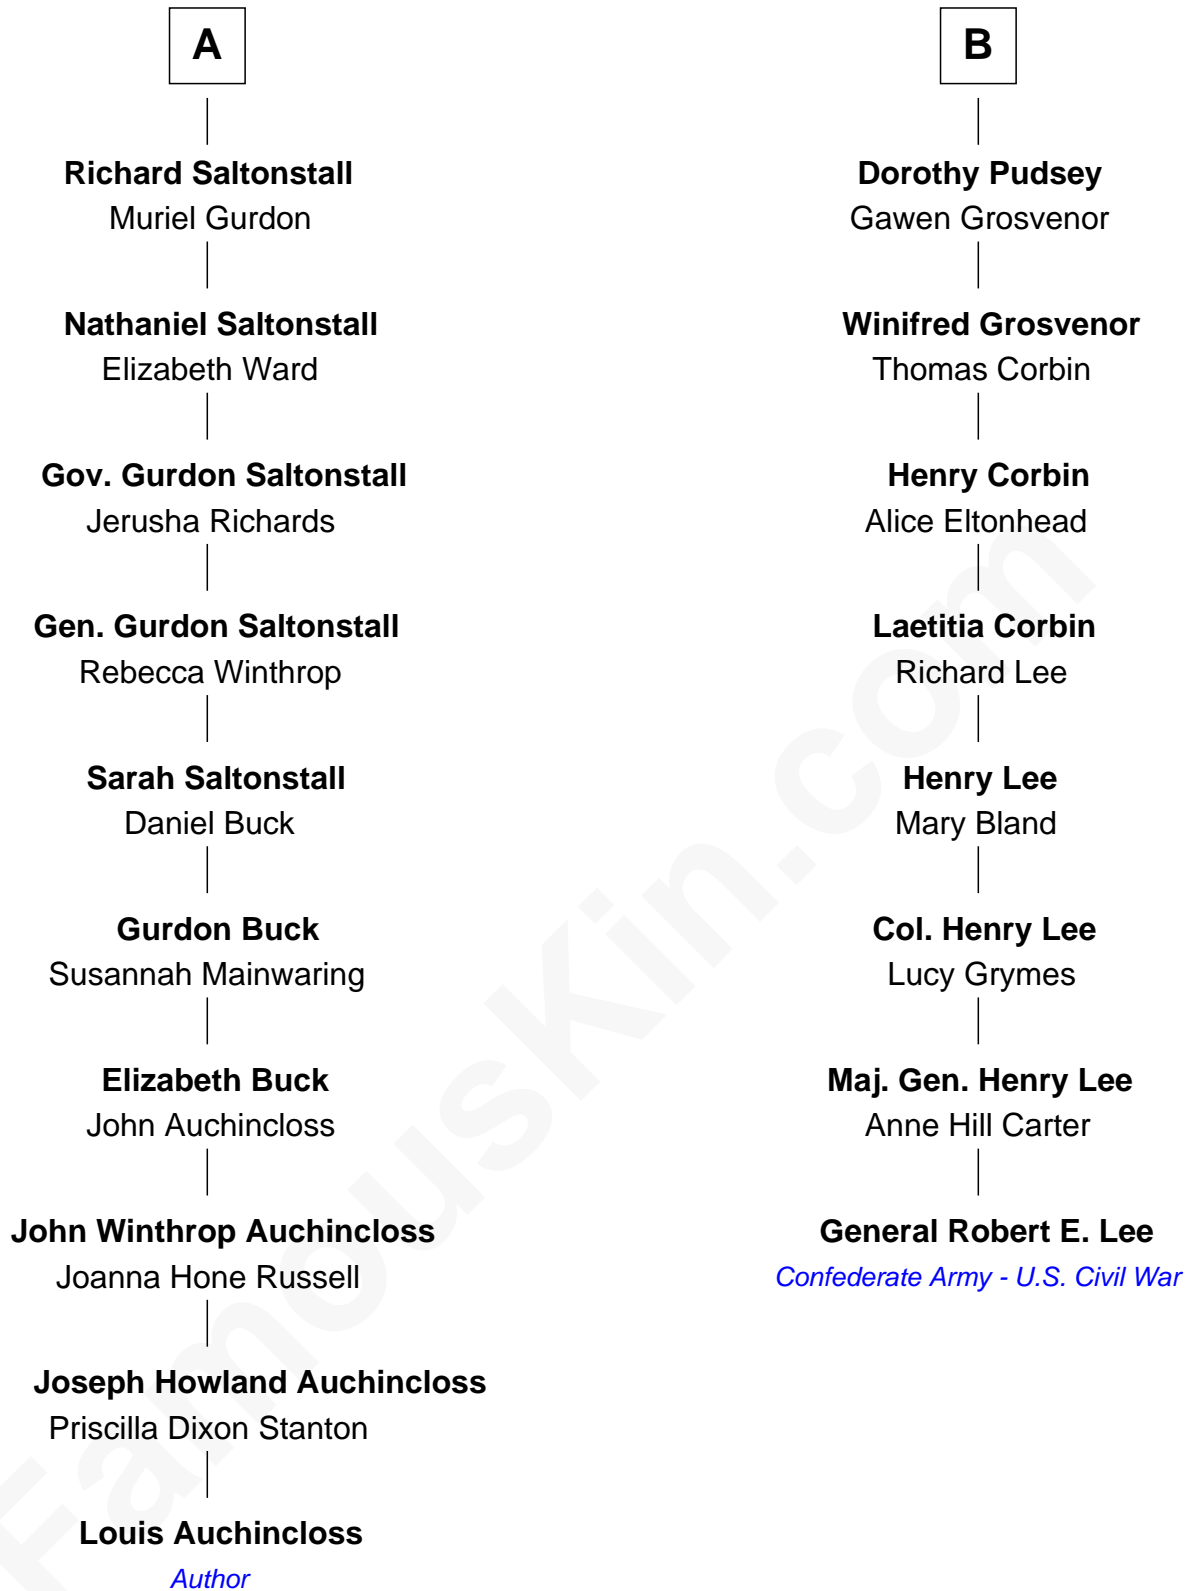 A
Richard Saltonstall
Muriel Gurdon
Nathaniel Saltonstall
Elizabeth Ward
Gov. Gurdon Saltonstall
Jerusha Richards
Gen. Gurdon Saltonstall
Rebecca Winthrop
Sarah Saltonstall
Daniel Buck
Gurdon Buck
Susannah Mainwaring
Elizabeth Buck
John Auchincloss
John Winthrop Auchincloss
Joanna Hone Russell
Joseph Howland Auchincloss
Priscilla Dixon Stanton
Louis Auchincloss
Author
B
Dorothy Pudsey
Gawen Grosvenor
Winifred Grosvenor
Thomas Corbin
Henry Corbin
Alice Eltonhead
Laetitia Corbin
Richard Lee
Henry Lee
Mary Bland
Col. Henry Lee
Lucy Grymes
Maj. Gen. Henry Lee
Anne Hill Carter
General Robert E. Lee
Confederate Army - U.S. Civil War
FamousKin.com